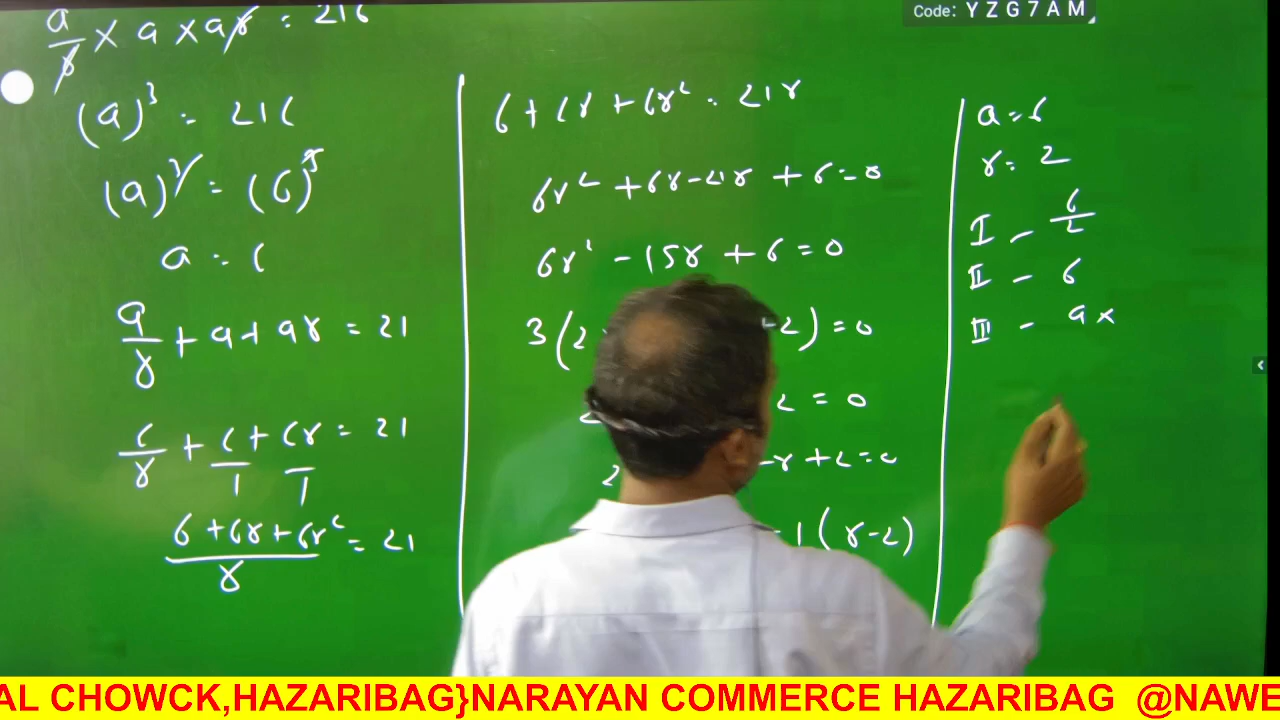 Code: Y Z G 7 A M
a/r × a × ar = 216
(a)³ = 216
(a)³ = (6)³
a = 6
a/r + a + ar = 21
6/r + 6/1 + 6r/1 = 21
6 + 6r + 6r² / r = 21
6 + 6r + 6r² = 21r
6r² + 6r - 21r + 6 = 0
6r² - 15r + 6 = 0
3(2 -2) = 0
2 2 = 0
2 -r + 2 = 0
-1(r-2)
a = 6
r = 2
I - 6/2
II - 6
III - a×
AL CHOWCK,HAZARIBAG}NARAYAN COMMERCE HAZARIBAG @NAWE